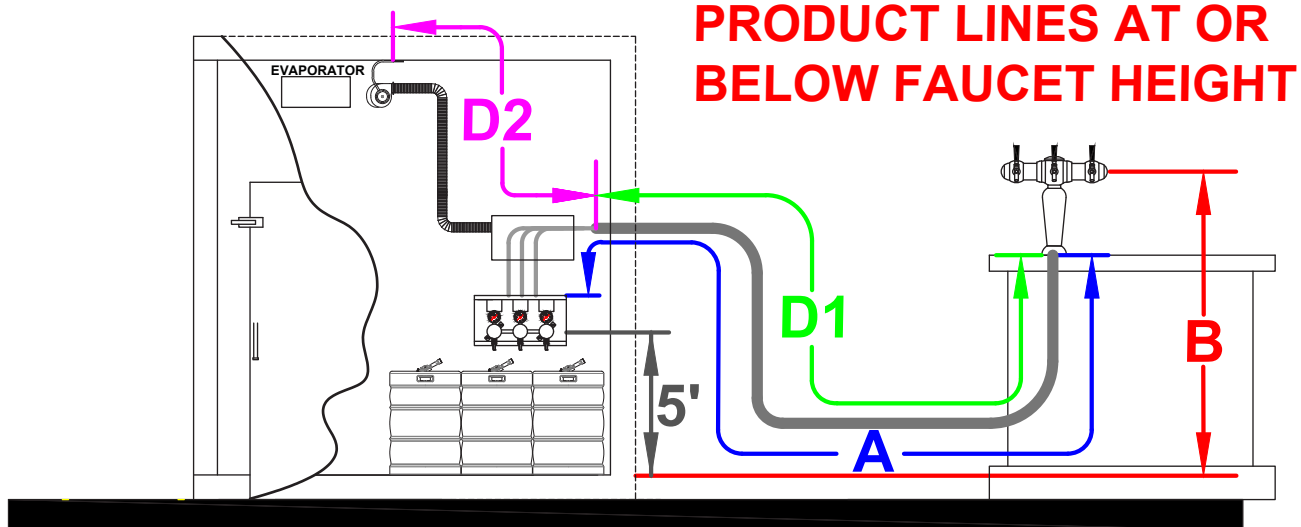 PRODUCT LINES AT OR
BELOW FAUCET HEIGHT
EVAPORATOR
D2
D1
B
5'
A